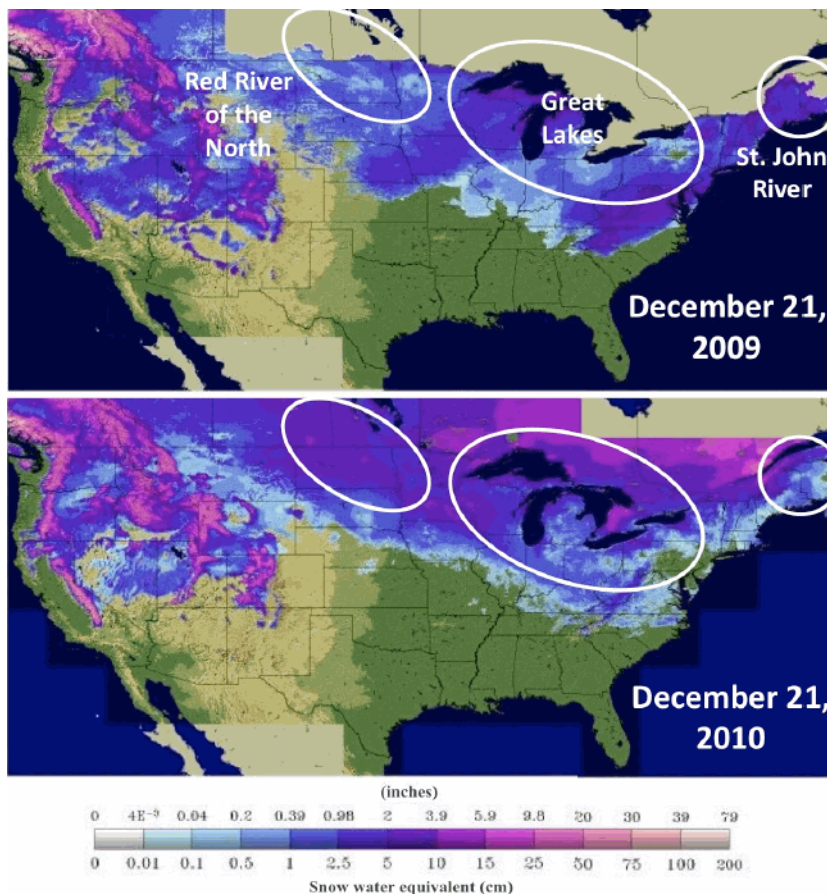 Red River
of the
North
Great
Lakes
St. John
River
December 21,
2009
December 21,
2010
(inches)
0 4E⁻³ 0.04 0.2 0.39 0.98 2 3.9 5.9 9.8 20 30 39 79
0 0.01 0.1 0.5 1 2.5 5 10 15 25 50 75 100 200
Snow water equivalent (cm)